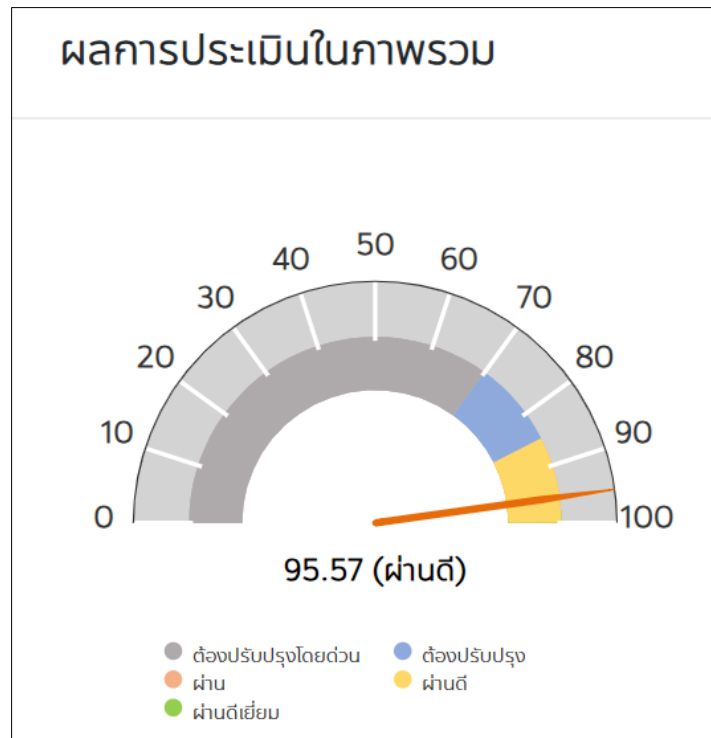 ผลการประเมินในภาพรวม
50
40
60
30
70
20
80
10
90
0
100
95.57 (ผ่านดี)
ต้องปรับปรุงโดยด่วน
ต้องปรับปรุง
ผ่าน
ผ่านดี
ผ่านดีเยี่ยม